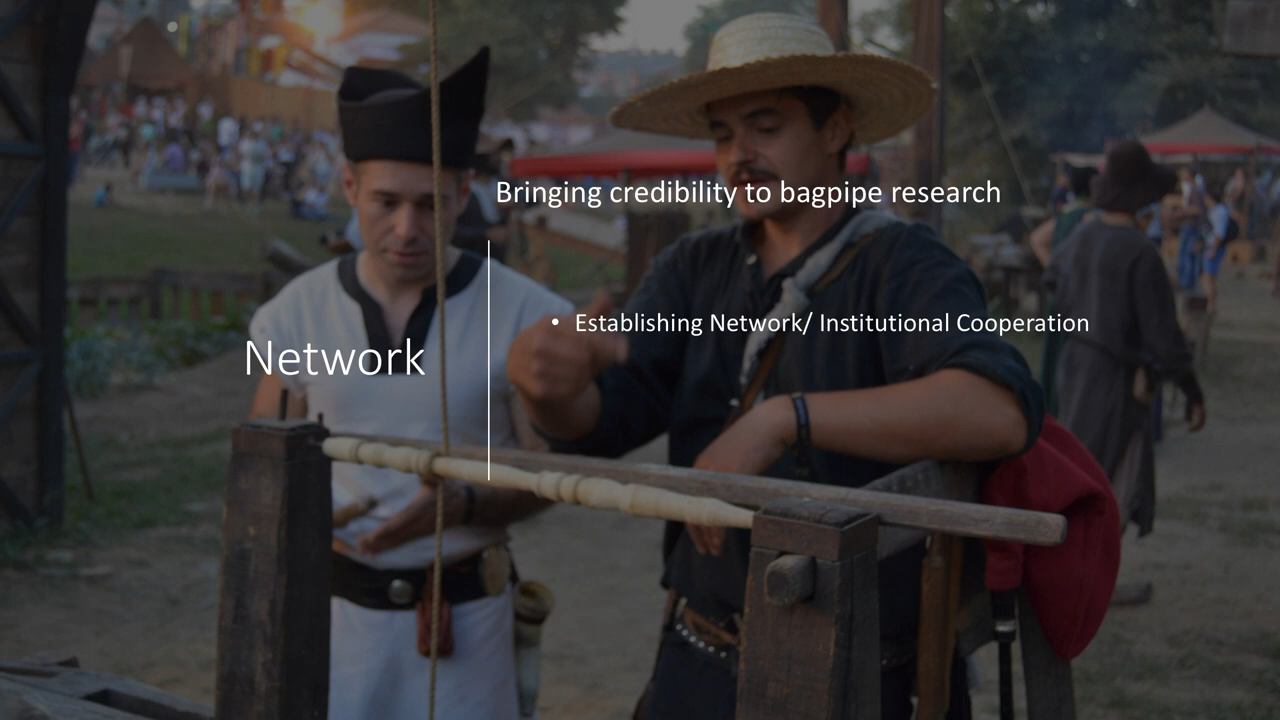 Bringing credibility to bagpipe research
Network
• Establishing Network/ Institutional Cooperation